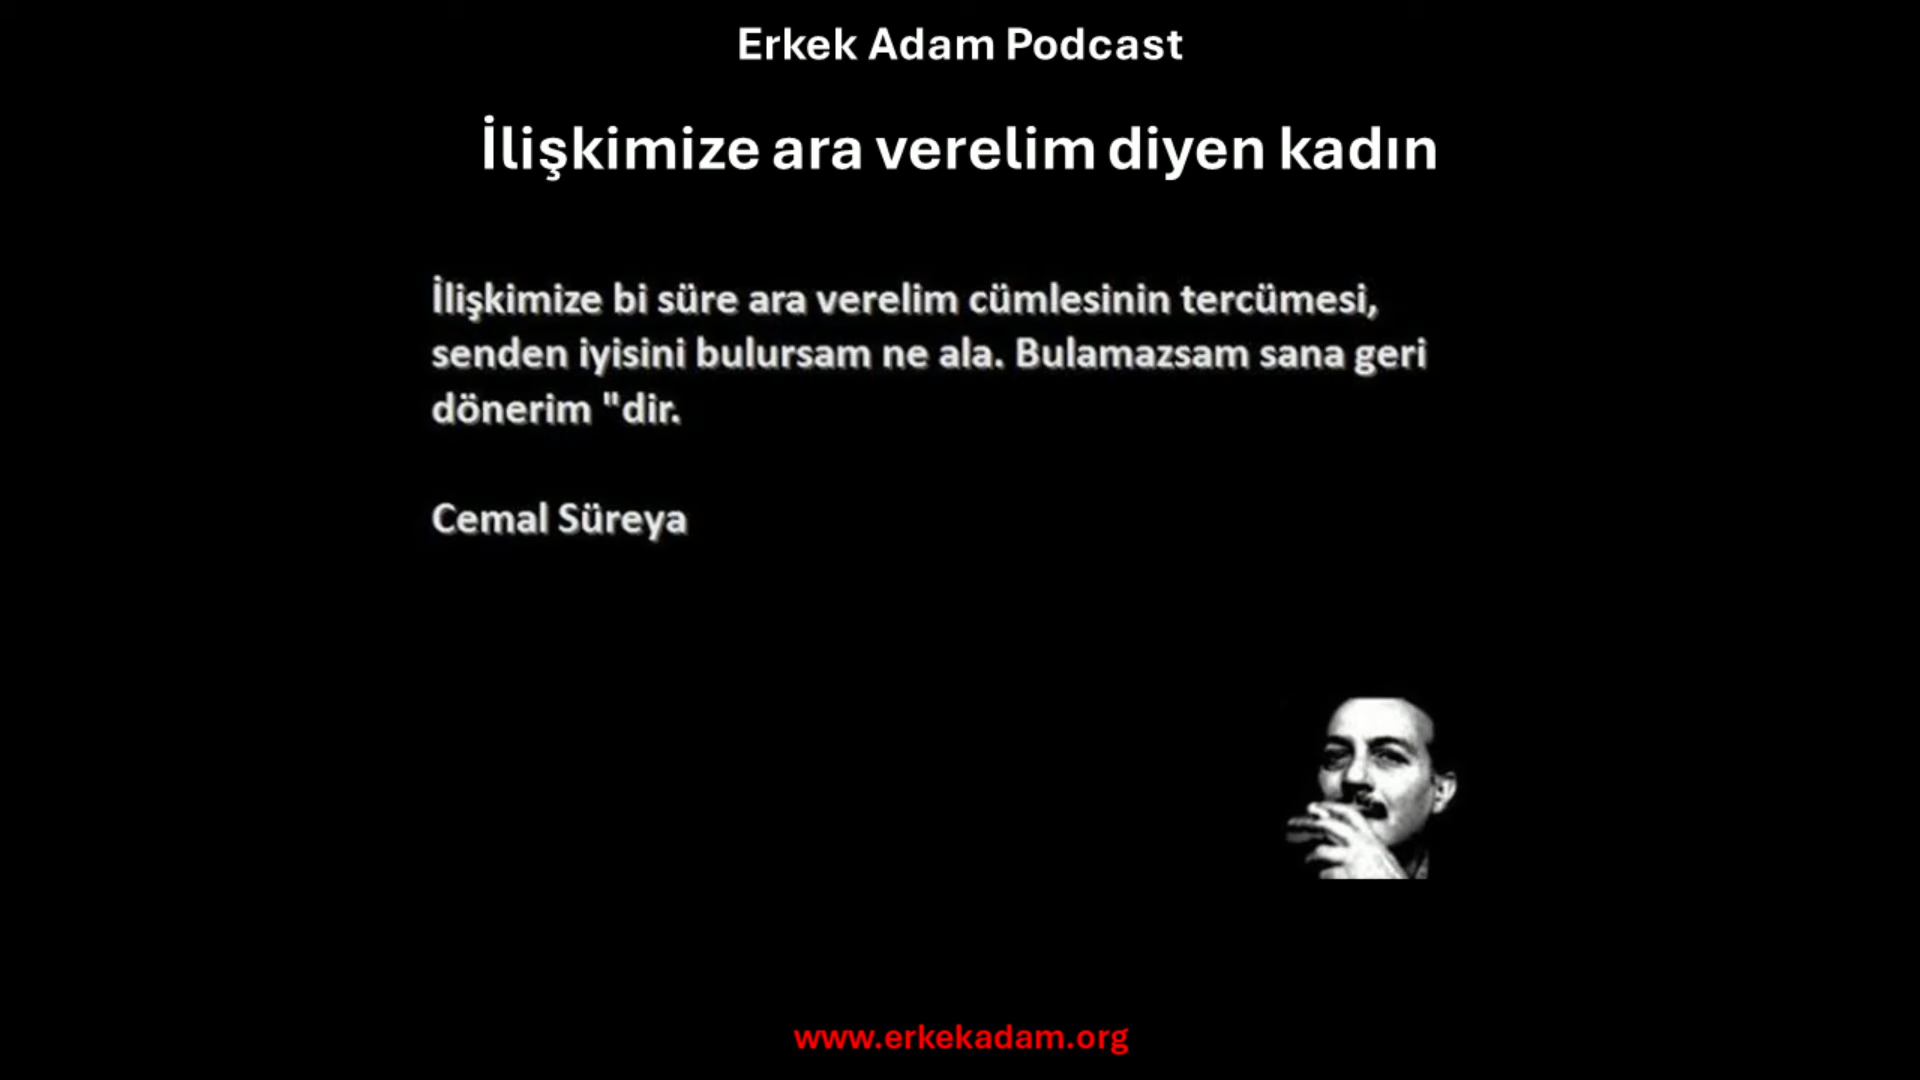 Erkek Adam Podcast
İlişkimize ara verelim diyen kadın
İlişkimize bi süre ara verelim cümlesinin tercümesi,
senden iyisini bulursam ne ala. Bulamazsam sana geri
dönerim "dir.
Cemal Süreya
www.erkekadam.org